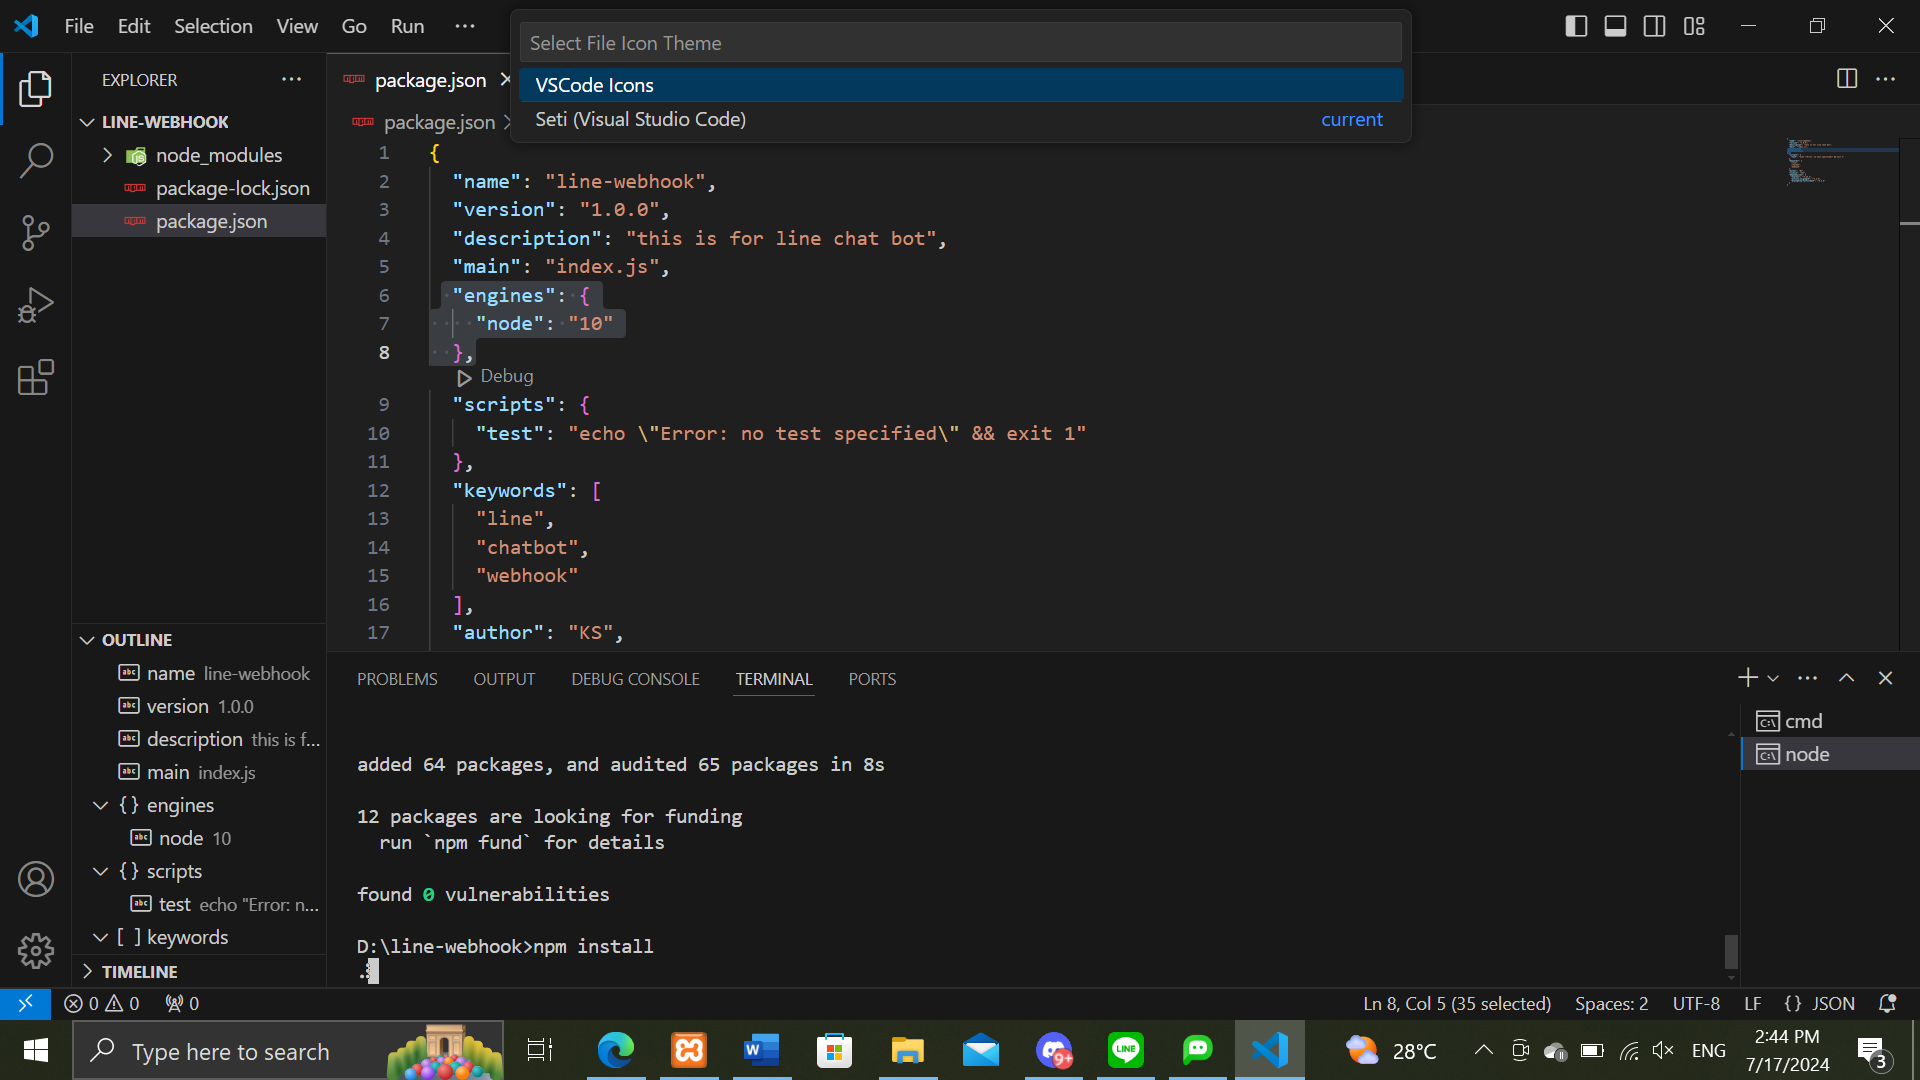 File Edit Selection View Go Run ···
Select File Icon Theme
VSCode Icons
Seti (Visual Studio Code) current
EXPLORER ···
LINE-WEBHOOK
node_modules
package-lock.json
package.json
package.json
package.json
1 {
2 "name": "line-webhook",
3 "version": "1.0.0",
4 "description": "this is for line chat bot",
5 "main": "index.js",
6 "engines": {
7 "node": "10"
8 },
Debug
9 "scripts": {
10 "test": "echo \"Error: no test specified\" && exit 1"
11 },
12 "keywords": [
13 "line",
14 "chatbot",
15 "webhook"
16 ],
17 "author": "KS",
OUTLINE
name line-webhook
version 1.0.0
description this is f...
main index.js
{} engines
node 10
{} scripts
test echo "Error: n...
[ ] keywords
TIMELINE
PROBLEMS OUTPUT DEBUG CONSOLE TERMINAL PORTS
added 64 packages, and audited 65 packages in 8s
12 packages are looking for funding
run `npm fund` for details
found 0 vulnerabilities
D:\line-webhook>npm install
cmd
node
0 0 0
Ln 8, Col 5 (35 selected) Spaces: 2 UTF-8 LF {} JSON
Type here to search
W
9+
LINE
28°C
ENG
2:44 PM
7/17/2024
3